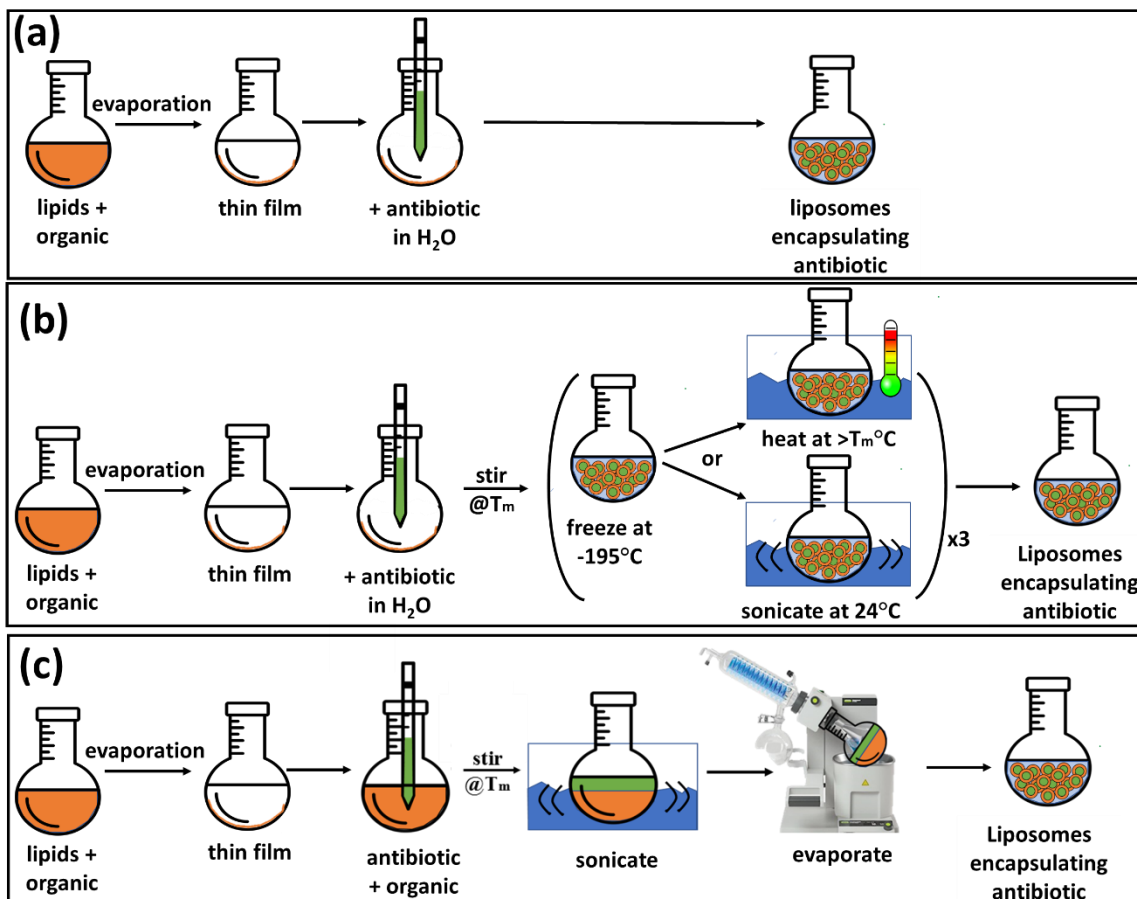 (a)
evaporation
lipids +
organic
thin film
+ antibiotic
in H₂O
liposomes
encapsulating
antibiotic
(b)
evaporation
lipids +
organic
thin film
+ antibiotic
in H₂O
stir
@Tₘ
freeze at
-195°C
or
heat at >Tₘ°C
sonicate at 24°C
x3
Liposomes
encapsulating
antibiotic
(c)
evaporation
lipids +
organic
thin film
antibiotic
+ organic
stir
@Tₘ
sonicate
evaporate
Liposomes
encapsulating
antibiotic